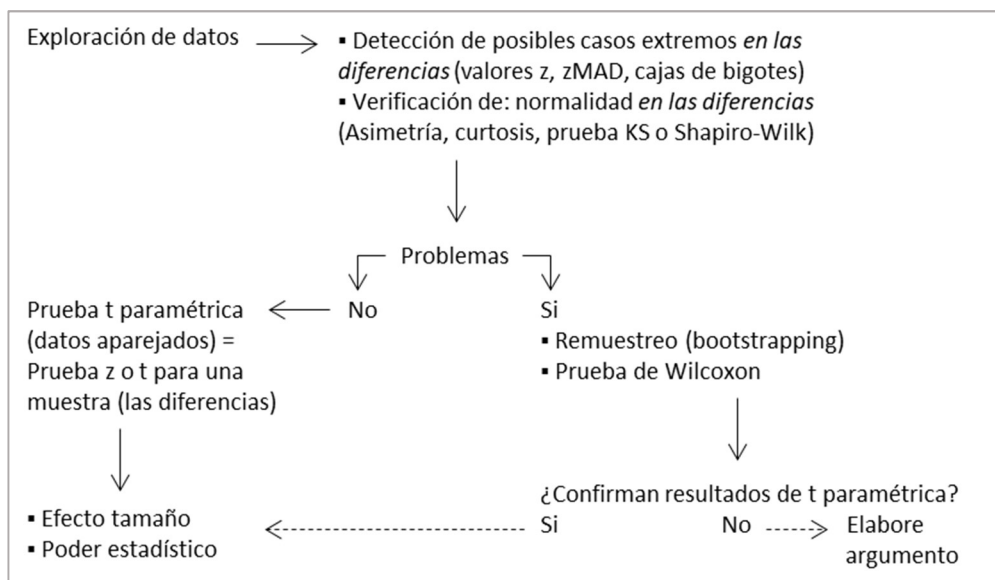 Exploración de datos
▪ Detección de posibles casos extremos en las
diferencias (valores z, zMAD, cajas de bigotes)
▪ Verificación de: normalidad en las diferencias
(Asimetría, curtosis, prueba KS o Shapiro-Wilk)
Problemas
No
Si
Prueba t paramétrica
(datos aparejados) =
Prueba z o t para una
muestra (las diferencias)
▪ Remuestreo (bootstrapping)
▪ Prueba de Wilcoxon
¿Confirman resultados de t paramétrica?
Si
No
Elabore
argumento
▪ Efecto tamaño
▪ Poder estadístico